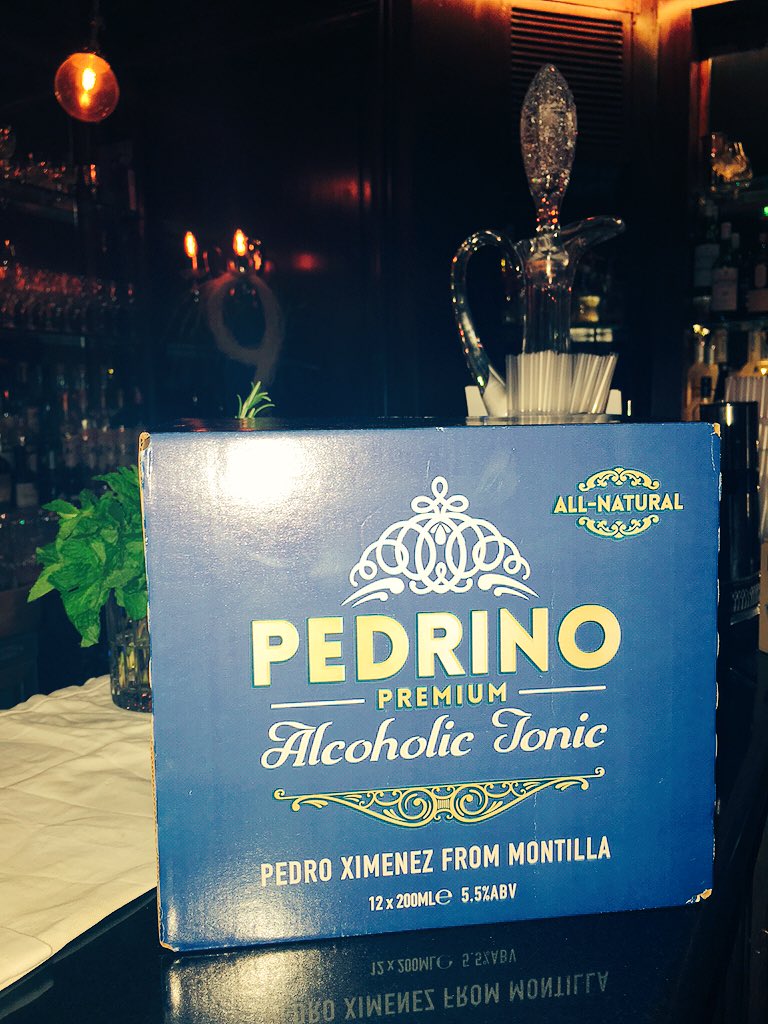 ALL-NATURAL
PEDRINO
PREMIUM
Alcoholic Tonic
PEDRO XIMENEZ FROM MONTILLA
12 x 200ML℮ 5.5%ABV